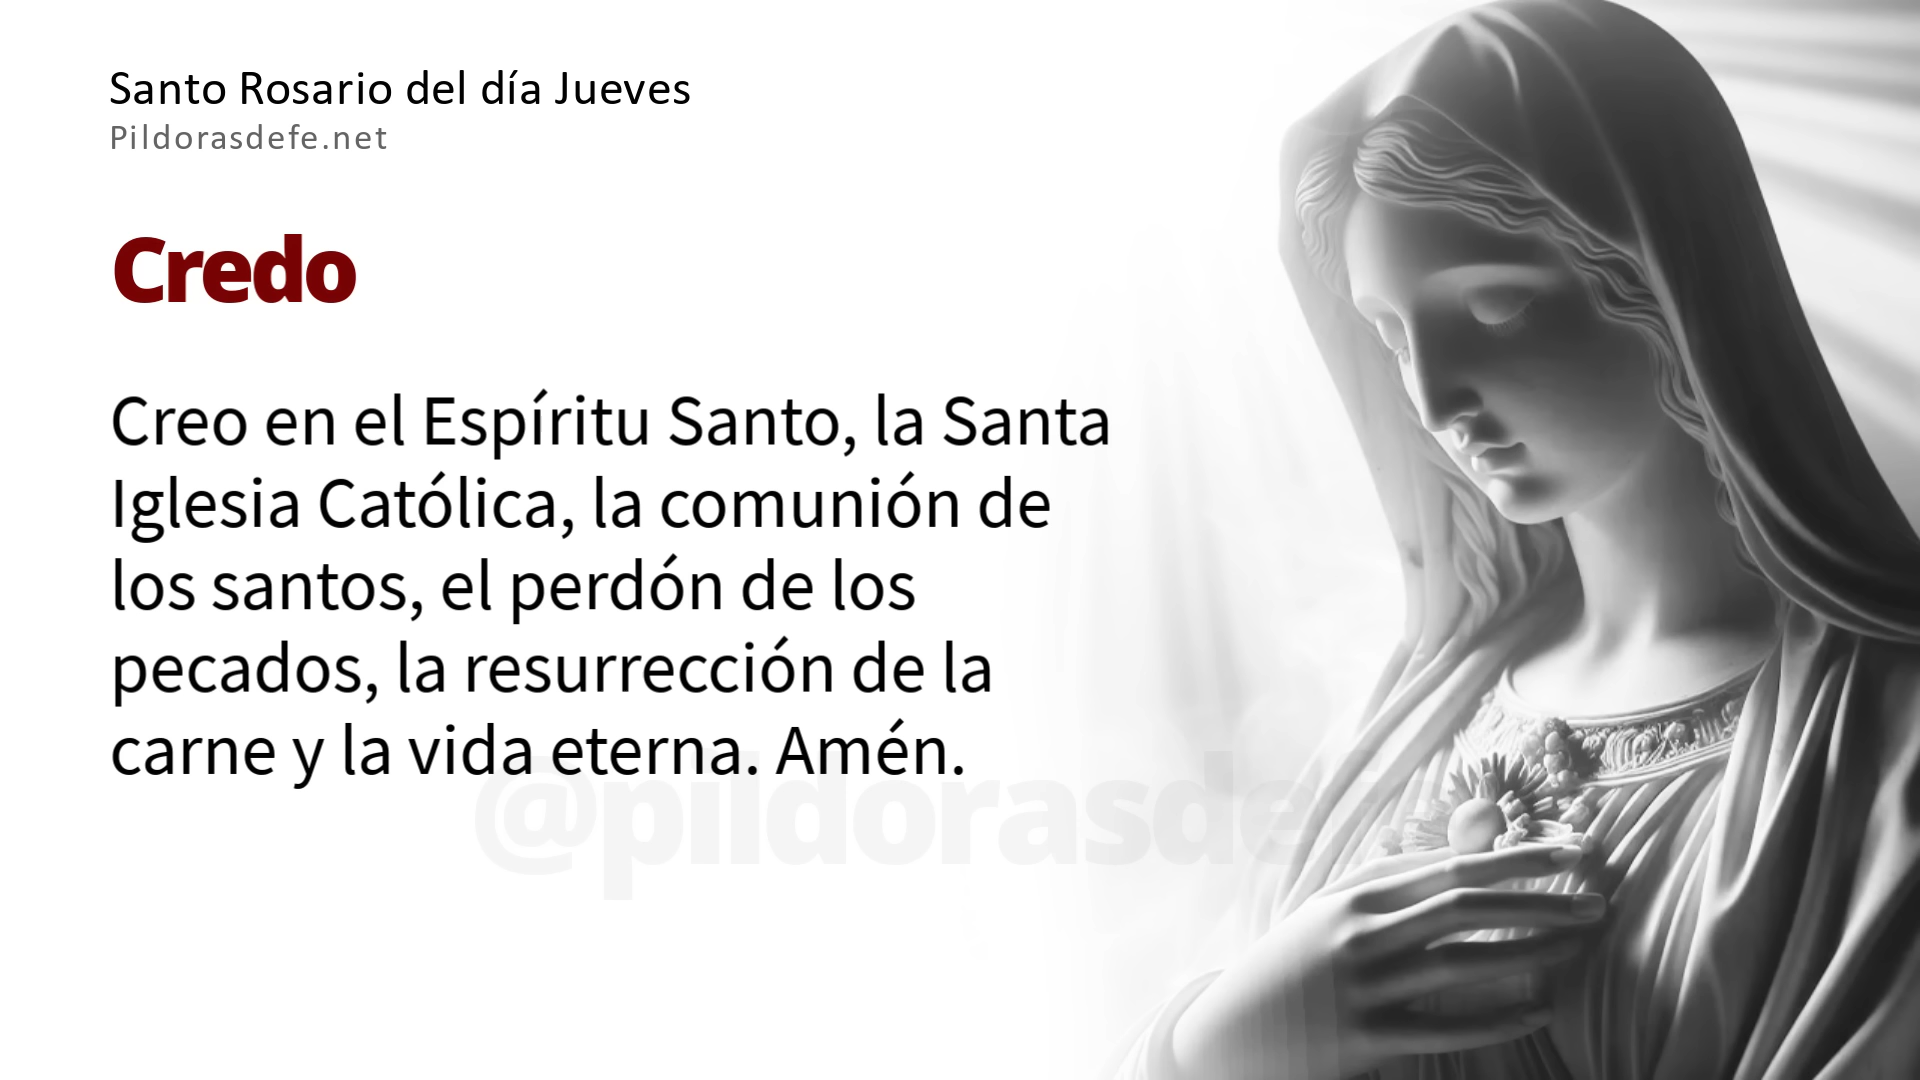 Santo Rosario del día Jueves
Pildorasdefe.net
Credo
Creo en el Espíritu Santo, la Santa
Iglesia Católica, la comunión de
los santos, el perdón de los
pecados, la resurrección de la
carne y la vida eterna. Amén.
@pildorasdefe